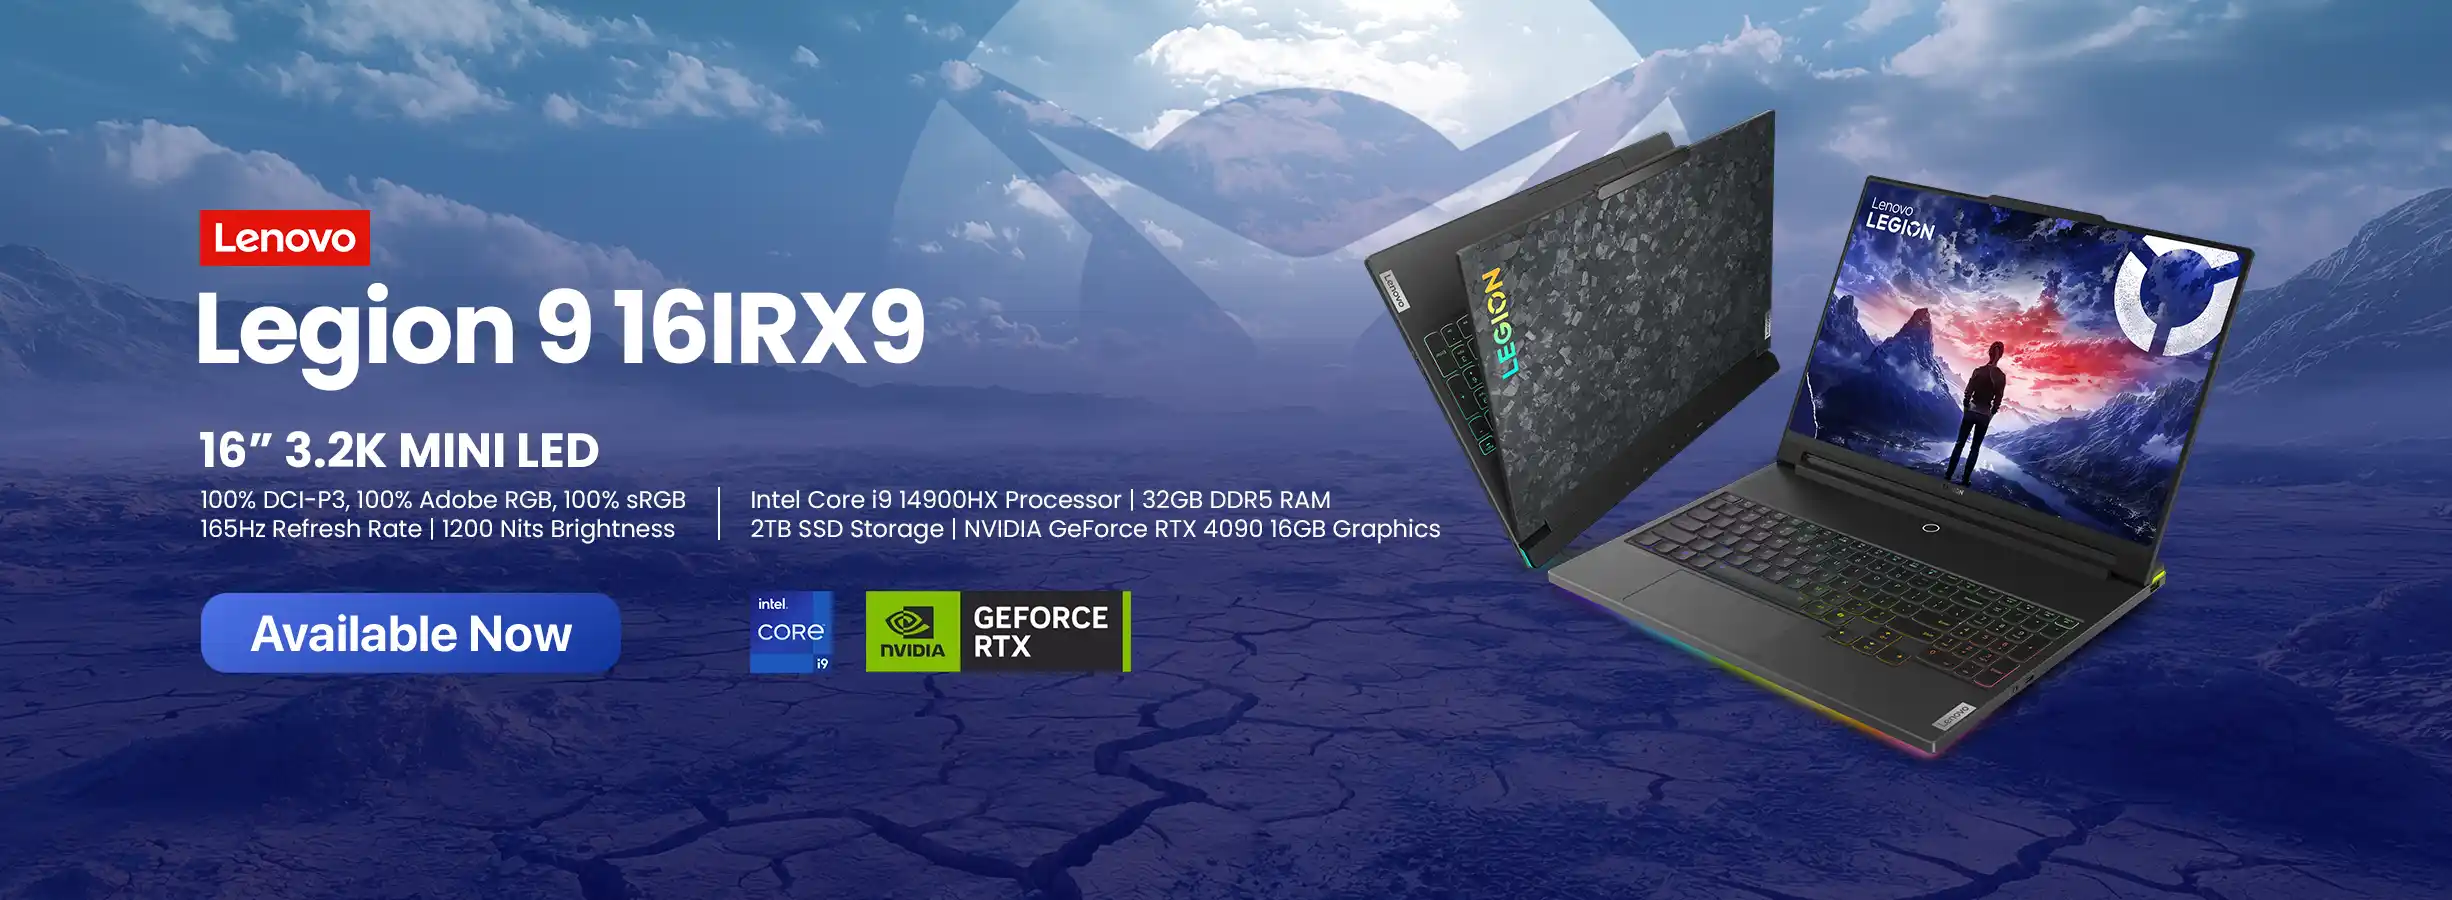 Lenovo
Legion 9 16IRX9
16” 3.2K MINI LED
100% DCI-P3, 100% Adobe RGB, 100% sRGB
165Hz Refresh Rate | 1200 Nits Brightness
Intel Core i9 14900HX Processor | 32GB DDR5 RAM
2TB SSD Storage | NVIDIA GeForce RTX 4090 16GB Graphics
Available Now
intel.
CORE
i9
NVIDIA
GEFORCE
RTX
Lenovo
LEGION
Lenovo
LEGION
Lenovo